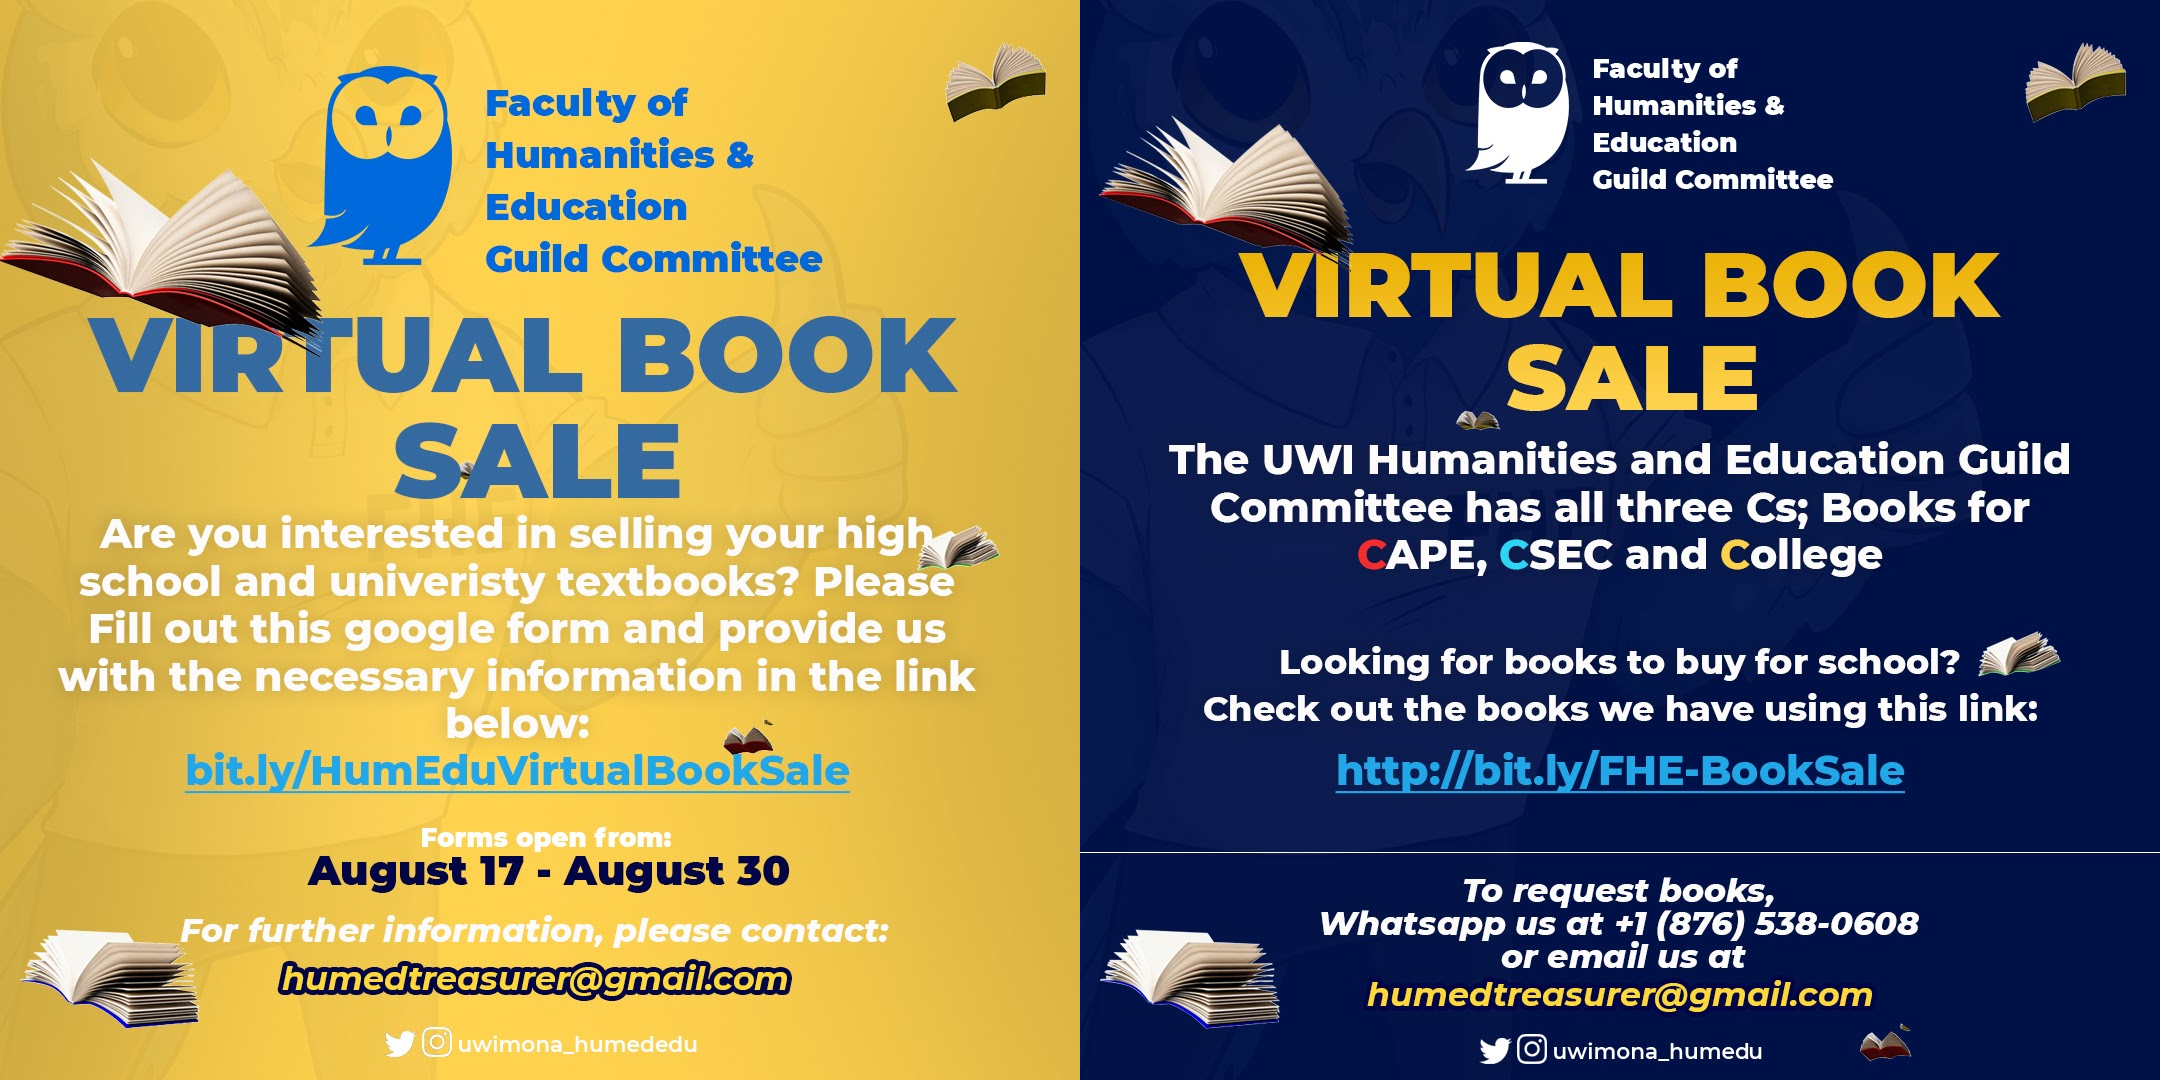 Faculty of
Humanities &
Education
Guild Committee
VIRTUAL BOOK
SALE
Are you interested in selling your high
school and univeristy textbooks? Please
Fill out this google form and provide us
with the necessary information in the link
below:
bit.ly/HumEduVirtualBookSale
Forms open from:
August 17 - August 30
For further information, please contact:
humedtreasurer@gmail.com
uwimona_humededu
Faculty of
Humanities &
Education
Guild Committee
VIRTUAL BOOK
SALE
The UWI Humanities and Education Guild
Committee has all three Cs; Books for
CAPE, CSEC and College
Looking for books to buy for school?
Check out the books we have using this link:
http://bit.ly/FHE-BookSale
To request books,
Whatsapp us at +1 (876) 538-0608
or email us at
humedtreasurer@gmail.com
uwimona_humedu